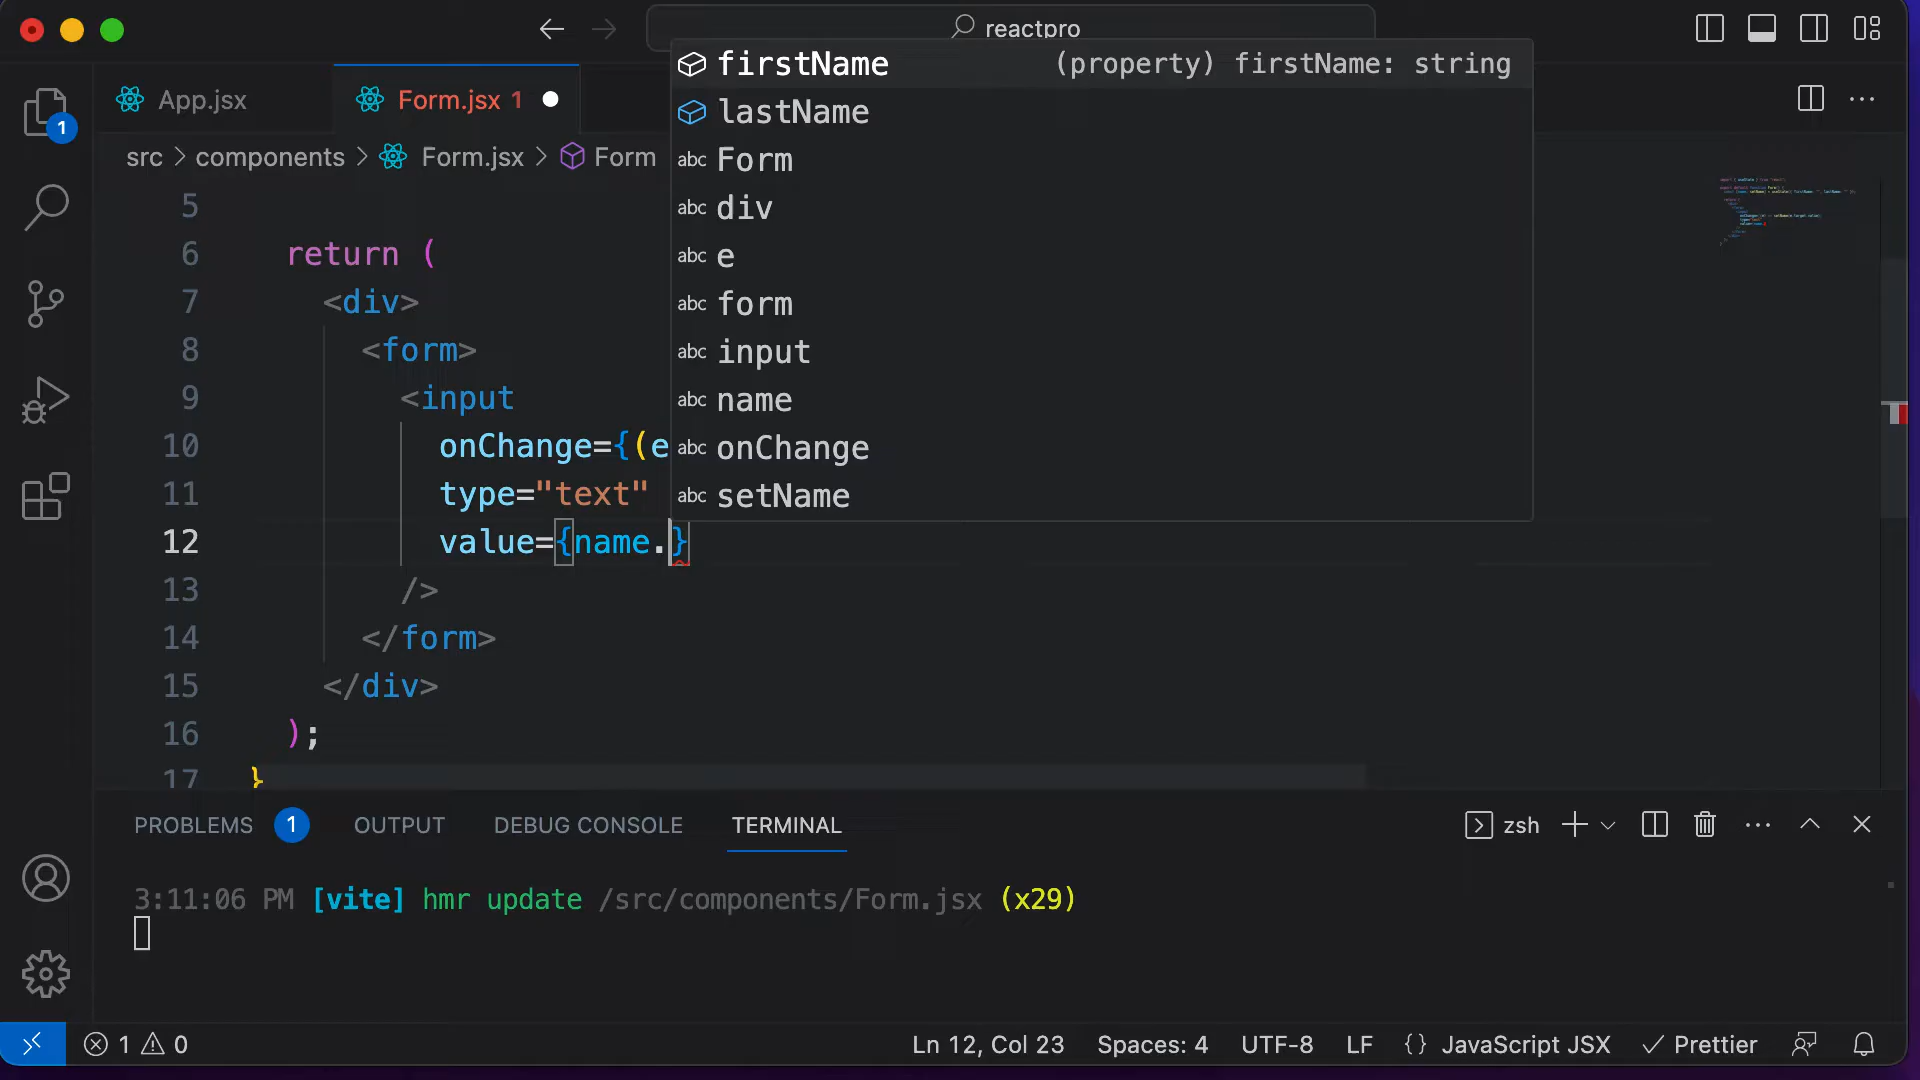 reactpro
App.jsx
Form.jsx 1
src > components > Form.jsx > Form
firstName (property) firstName: string
lastName
Form
div
e
form
input
name
onChange
setName
abc
abc
abc
abc
abc
abc
abc
abc
1
5
6 return (
7 <div>
8 <form>
9 <input
10 onChange={(e
11 type="text"
12 value={name.}
13 />
14 </form>
15 </div>
16 );
17 }
PROBLEMS 1 OUTPUT DEBUG CONSOLE TERMINAL zsh
3:11:06 PM [vite] hmr update /src/components/Form.jsx (x29)
1 0 Ln 12, Col 23 Spaces: 4 UTF-8 LF {} JavaScript JSX Prettier